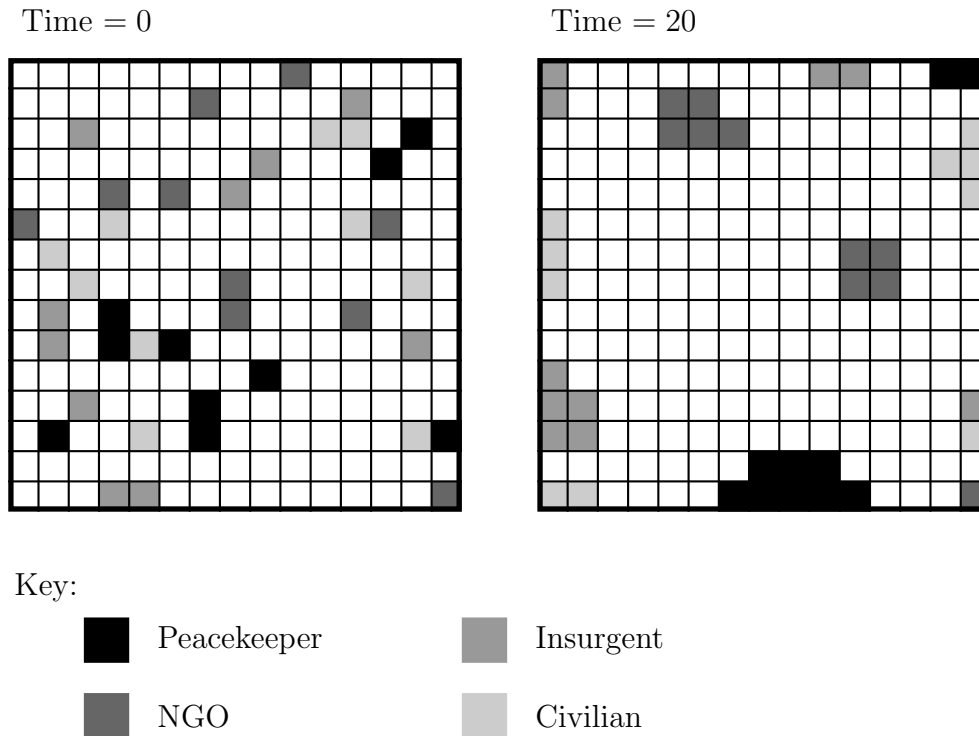 Time = 0
Time = 20
Key:
Peacekeeper
Insurgent
NGO
Civilian